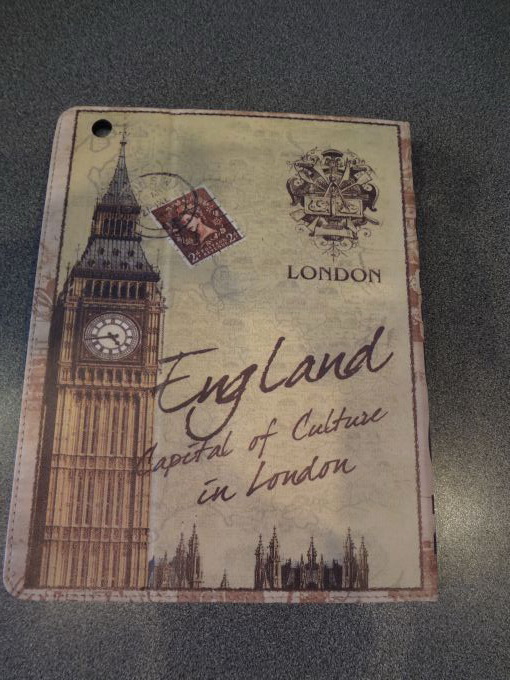 LONDON
England
Capital of Culture
in London